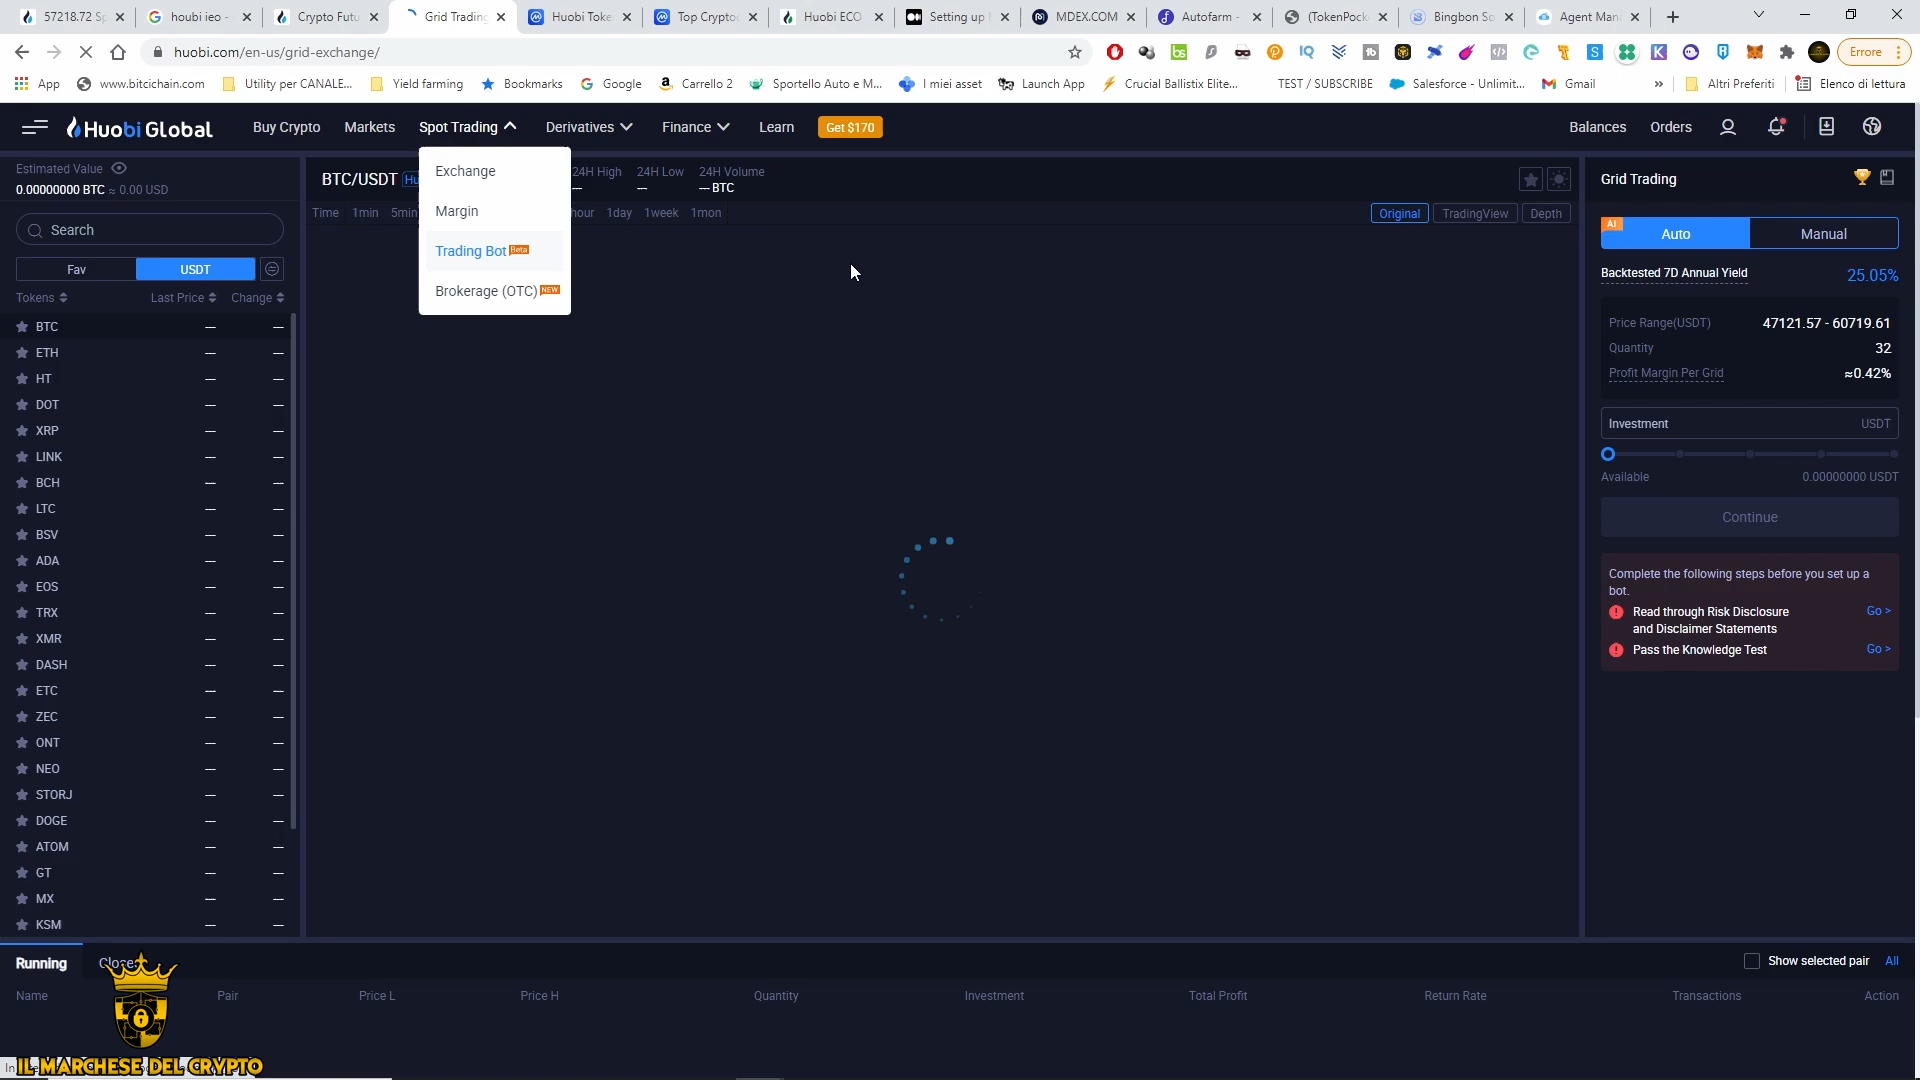 57218.72 Sp
houbi ieo -
Crypto Futu
Grid Trading
Huobi Toke
Top Cryptoc
Huobi ECO
Setting up
MDEX.COM
Autofarm -
(TokenPock
Bingbon So
Agent Man
huobi.com/en-us/grid-exchange/
Errore
App
www.bitcichain.com
Utility per CANALE...
Yield farming
Bookmarks
Google
Carrello 2
Sportello Auto e M...
I miei asset
Launch App
Crucial Ballistix Elite...
TEST / SUBSCRIBE
Salesforce - Unlimit...
Gmail
»
Altri Preferiti
Elenco di lettura
Huobi Global
Buy Crypto
Markets
Spot Trading
Derivatives
Finance
Learn
Get $170
Balances
Orders
Exchange
Margin
Trading Bot Beta
Brokerage (OTC) NEW
Estimated Value
0.00000000 BTC ≈ 0.00 USD
Search
Fav
USDT
Tokens
Last Price
Change
BTC -- --
ETH -- --
HT -- --
DOT -- --
XRP -- --
LINK -- --
BCH -- --
LTC -- --
BSV -- --
ADA -- --
EOS -- --
TRX -- --
XMR -- --
DASH -- --
ETC -- --
ZEC -- --
ONT -- --
NEO -- --
STORJ -- --
DOGE -- --
ATOM -- --
GT -- --
MX -- --
KSM -- --
BTC/USDT Hu
24H High
--
24H Low
--
24H Volume
-- BTC
Time
1min
5min
hour
1day
1week
1mon
Original
TradingView
Depth
Grid Trading
AI
Auto
Manual
Backtested 7D Annual Yield
25.05%
Price Range(USDT)
47121.57 - 60719.61
Quantity
32
Profit Margin Per Grid
≈0.42%
Investment
USDT
Available
0.00000000 USDT
Continue
Complete the following steps before you set up a
bot.
Read through Risk Disclosure
and Disclaimer Statements
Go >
Pass the Knowledge Test
Go >
Running
Show selected pair
All
Name
Pair
Price L
Price H
Quantity
Investment
Total Profit
Return Rate
Transactions
Action
IL MARCHESE DEL CRYPTO